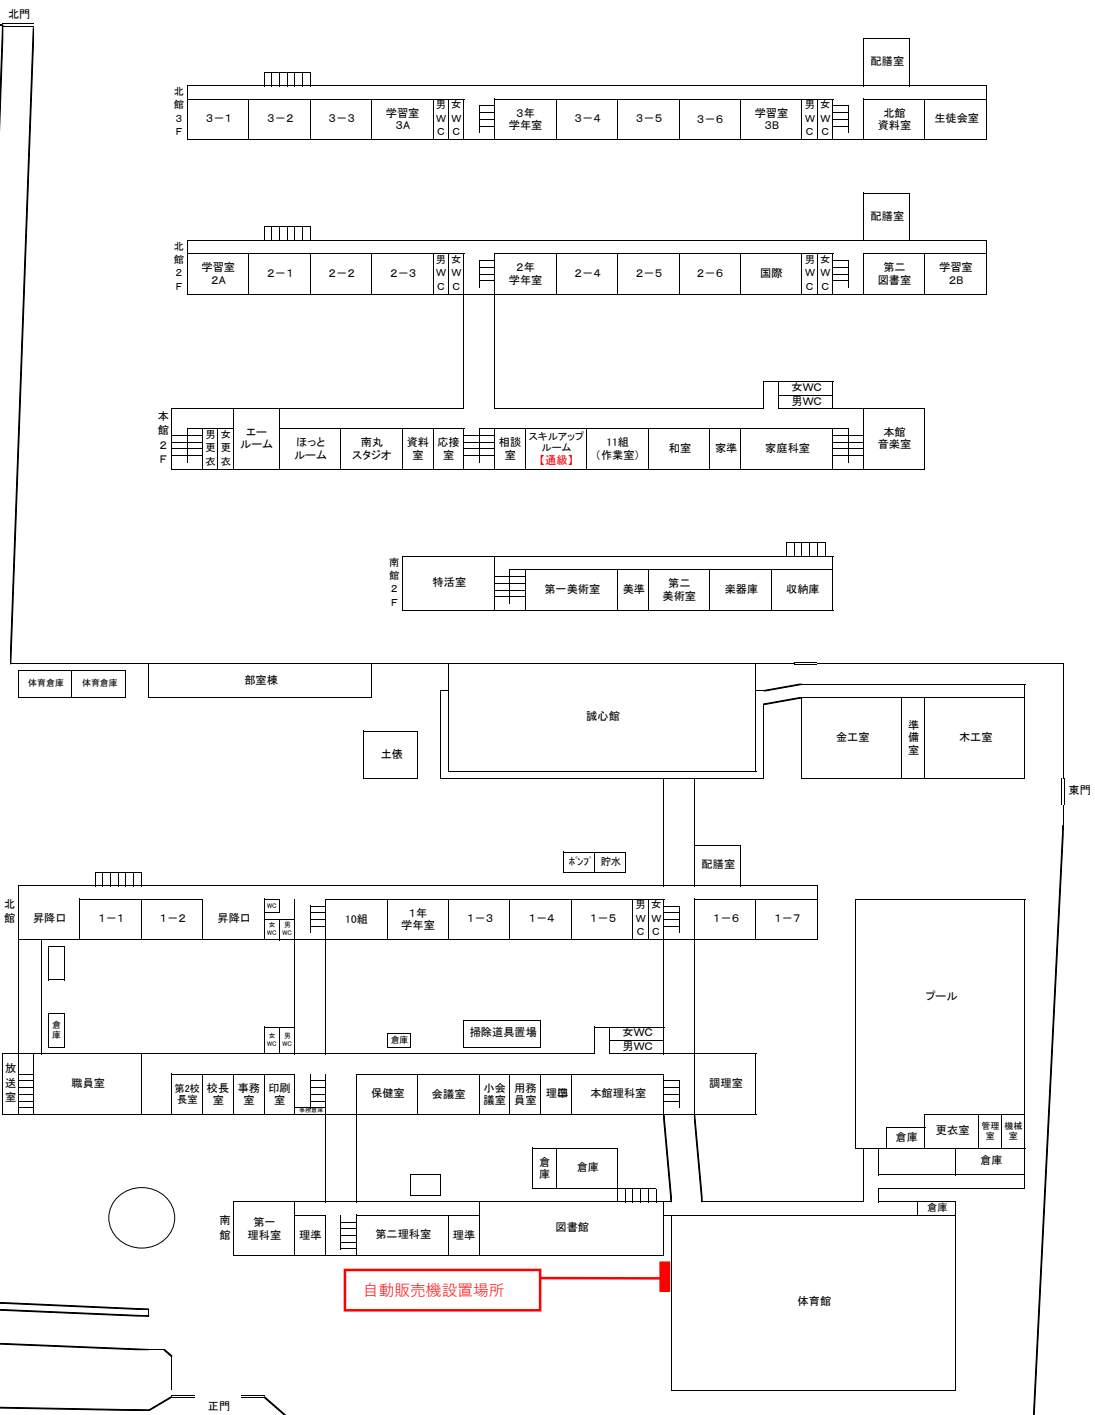 北門
配膳室
北館3F
3－1
3－2
3－3
学習室
3A
男WC
女WC
3年
学年室
3－4
3－5
3－6
学習室
3B
男WC
女WC
北館
資料室
生徒会室
配膳室
北館2F
学習室
2A
2－1
2－2
2－3
男WC
女WC
2年
学年室
2－4
2－5
2－6
国際
男WC
女WC
第二
図書室
学習室
2B
女WC
男WC
本館2F
男更衣
女更衣
エー
ルーム
ほっと
ルーム
南丸
スタジオ
資料
室
応接
室
相談
室
スキルアップ
ルーム
【通級】
11組
（作業室）
和室
家準
家庭科室
本館
音楽室
南館2F
特活室
第一美術室
美準
第二
美術室
楽器庫
収納庫
体育倉庫
体育倉庫
部室棟
誠心館
土俵
金工室
準備室
木工室
東門
ポンプ
貯水
配膳室
北館
昇降口
1－1
1－2
昇降口
WC
女WC
男WC
10組
1年
学年室
1－3
1－4
1－5
男WC
女WC
1－6
1－7
プール
倉庫
女WC
男WC
倉庫
掃除道具置場
女WC
男WC
放送室
職員室
第2校
長室
校長
室
事務
室
印刷
室
事務倉庫
保健室
会議室
小会
議室
用務
員室
理準
本館理科室
調理室
倉庫
更衣室
管理
室
機械
室
倉庫
倉庫
倉庫
倉庫
南館
第一
理科室
理準
第二理科室
理準
図書館
自動販売機設置場所
体育館
正門